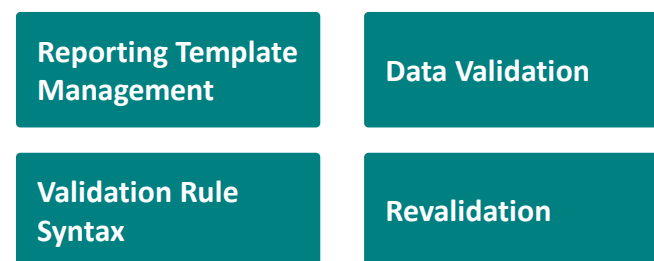 Reporting Template
Management
Data Validation
Validation Rule
Syntax
Revalidation